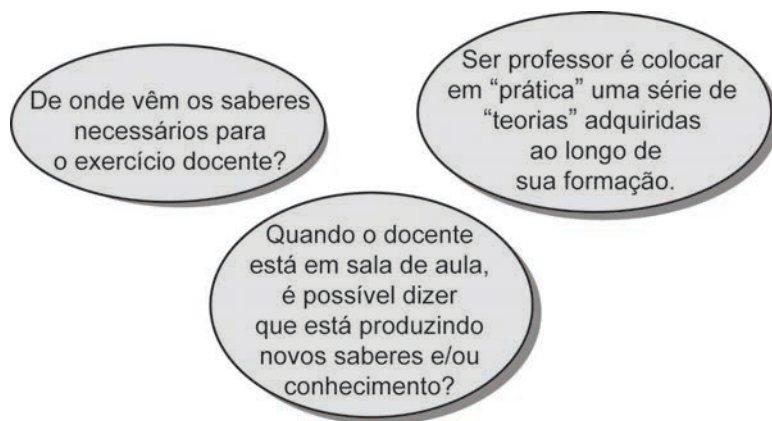 De onde vêm os saberes
necessários para
o exercício docente?
Ser professor é colocar
em “prática” uma série de
“teorias” adquiridas
ao longo de
sua formação.
Quando o docente
está em sala de aula,
é possível dizer
que está produzindo
novos saberes e/ou
conhecimento?